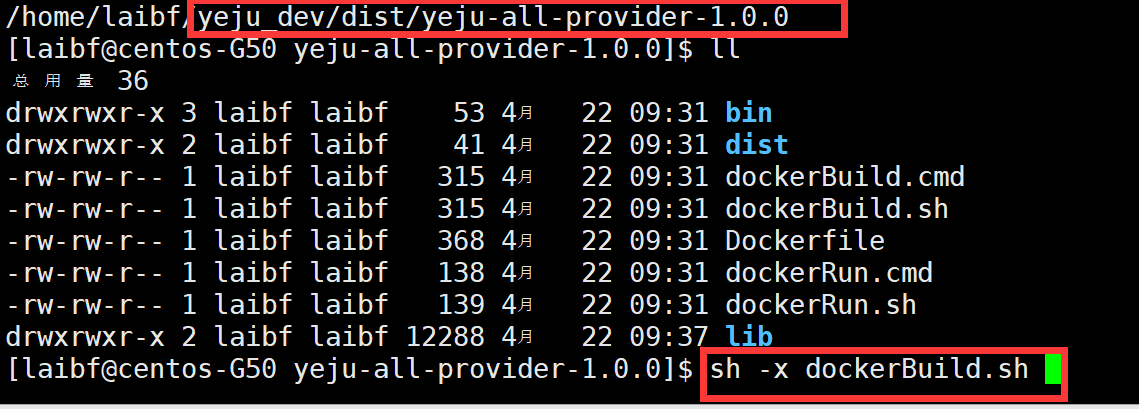 /home/laibf/yeju_dev/dist/yeju-all-provider-1.0.0
[laibf@centos-G50 yeju-all-provider-1.0.0]$ ll
总用量 36
drwxrwxr-x 3 laibf laibf    53 4月   22 09:31 bin
drwxrwxr-x 2 laibf laibf    41 4月   22 09:31 dist
-rw-rw-r-- 1 laibf laibf   315 4月   22 09:31 dockerBuild.cmd
-rw-rw-r-- 1 laibf laibf   315 4月   22 09:31 dockerBuild.sh
-rw-rw-r-- 1 laibf laibf   368 4月   22 09:31 Dockerfile
-rw-rw-r-- 1 laibf laibf   138 4月   22 09:31 dockerRun.cmd
-rw-rw-r-- 1 laibf laibf   139 4月   22 09:31 dockerRun.sh
drwxrwxr-x 2 laibf laibf 12288 4月   22 09:37 lib
[laibf@centos-G50 yeju-all-provider-1.0.0]$ sh -x dockerBuild.sh